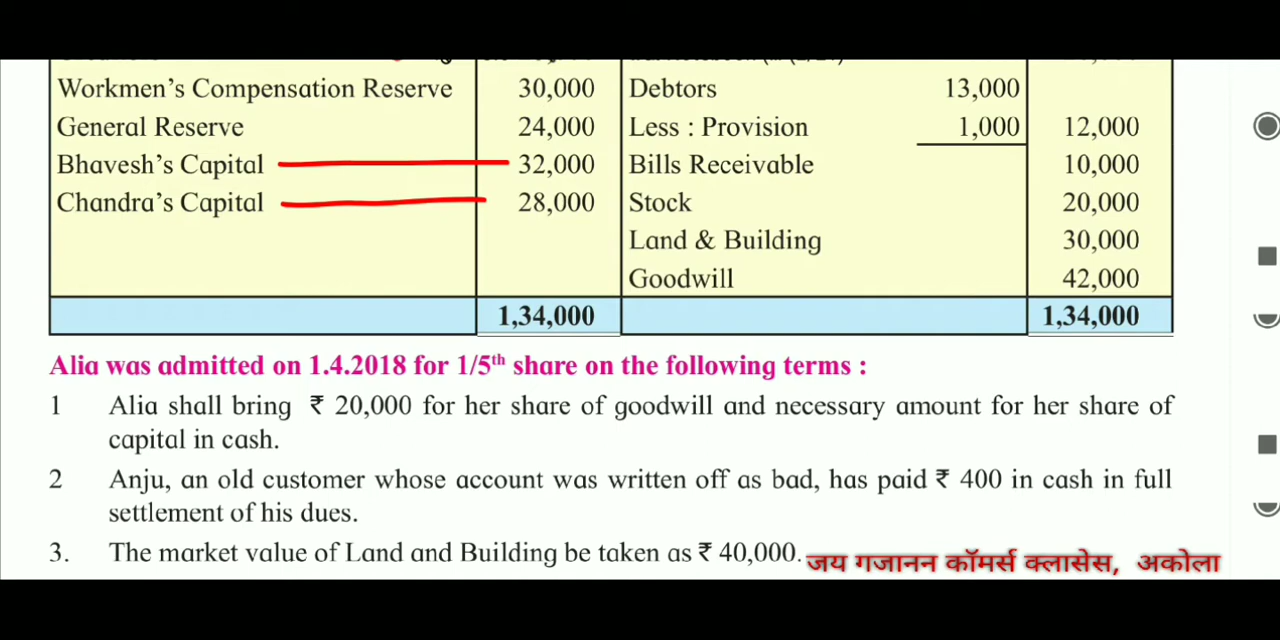 Workmen's Compensation Reserve 30,000 Debtors 13,000
General Reserve 24,000 Less : Provision 1,000 12,000
Bhavesh's Capital 32,000 Bills Receivable 10,000
Chandra's Capital 28,000 Stock 20,000
Land & Building 30,000
Goodwill 42,000
1,34,000 1,34,000
Alia was admitted on 1.4.2018 for 1/5th share on the following terms :
1 Alia shall bring ₹ 20,000 for her share of goodwill and necessary amount for her share of
capital in cash.
2 Anju, an old customer whose account was written off as bad, has paid ₹ 400 in cash in full
settlement of his dues.
3. The market value of Land and Building be taken as ₹ 40,000.
जय गजानन कॉमर्स क्लासेस, अकोला